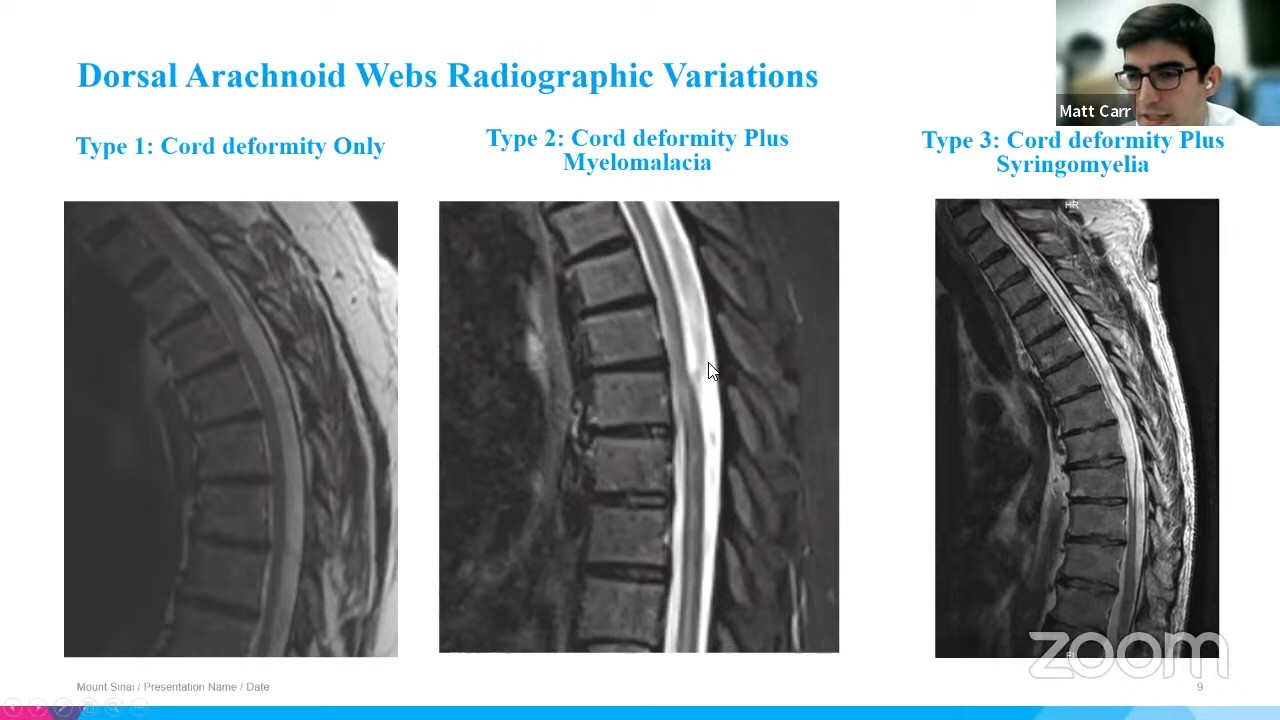 Dorsal Arachnoid Webs Radiographic Variations
Matt Carr
Type 1: Cord deformity Only
Type 2: Cord deformity Plus
Myelomalacia
Type 3: Cord deformity Plus
Syringomyelia
HR
zoom
Mount Sinai / Presentation Name / Date
9